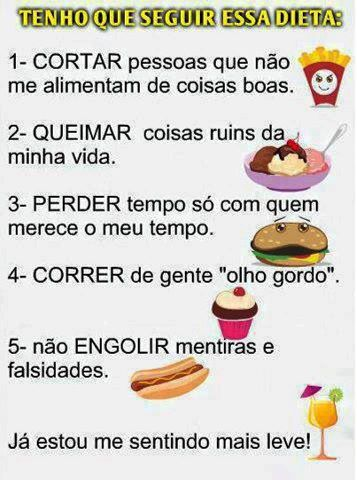 TENHO QUE SEGUIR ESSA DIETA:
1- CORTAR pessoas que não
me alimentam de coisas boas.
2- QUEIMAR coisas ruins da
minha vida.
3- PERDER tempo só com quem
merece o meu tempo.
4- CORRER de gente "olho gordo".
5- não ENGOLIR mentiras e
falsidades.
Já estou me sentindo mais leve!